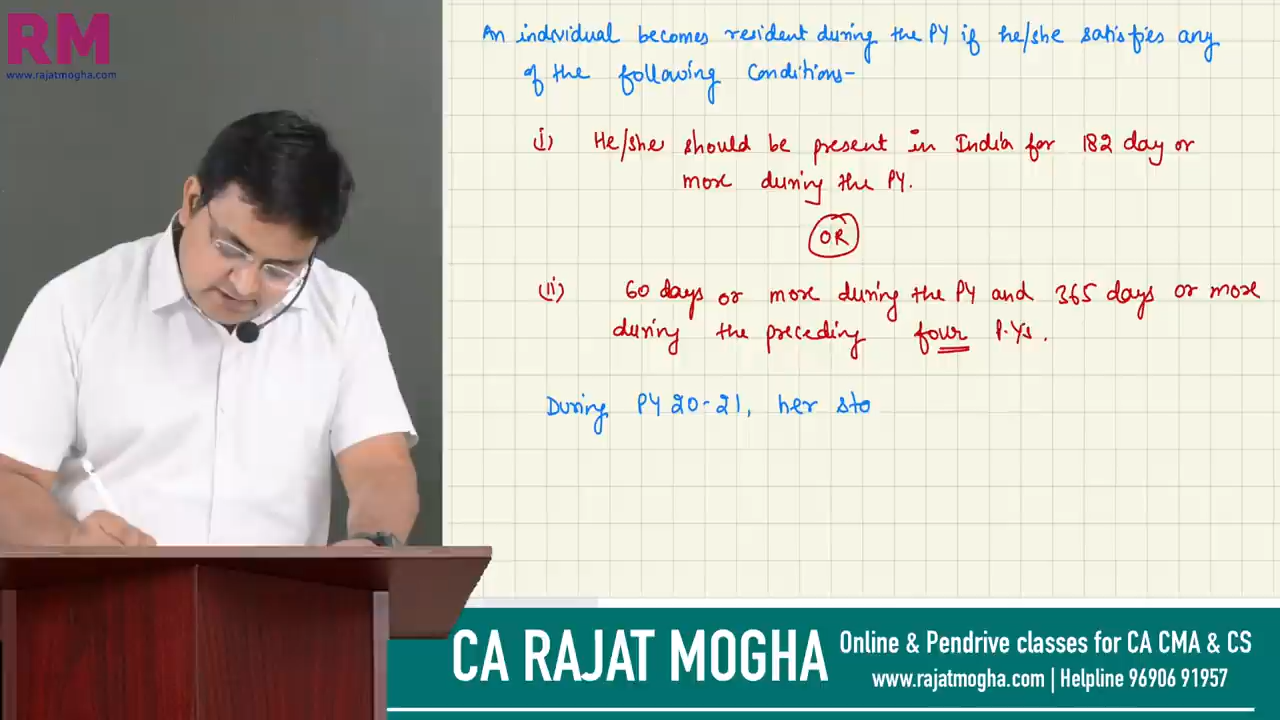 RM
www.rajatmogha.com
An individual becomes resident during the PY if he/she satisfies any
of the following Conditions-
(i) He/she should be present in India for 182 day or
more during the PY.
OR
(ii) 60 days or more during the PY and 365 days or more
during the preceding four P.Ys.
During PY 20-21, her sta
CA RAJAT MOGHA
Online & Pendrive classes for CA CMA & CS
www.rajatmogha.com | Helpline 96906 91957